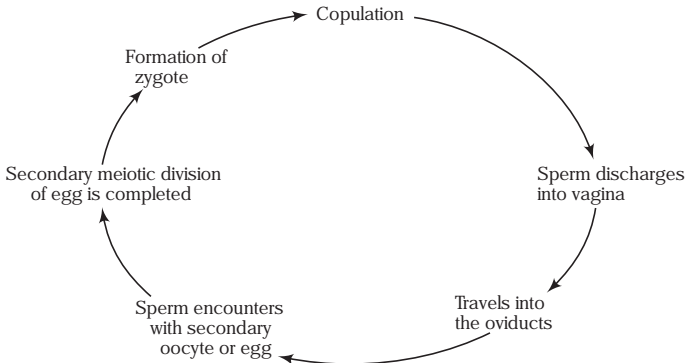 Copulation
Formation of
zygote
Secondary meiotic division
of egg is completed
Sperm discharges
into vagina
Travels into
the oviducts
Sperm encounters
with secondary
oocyte or egg